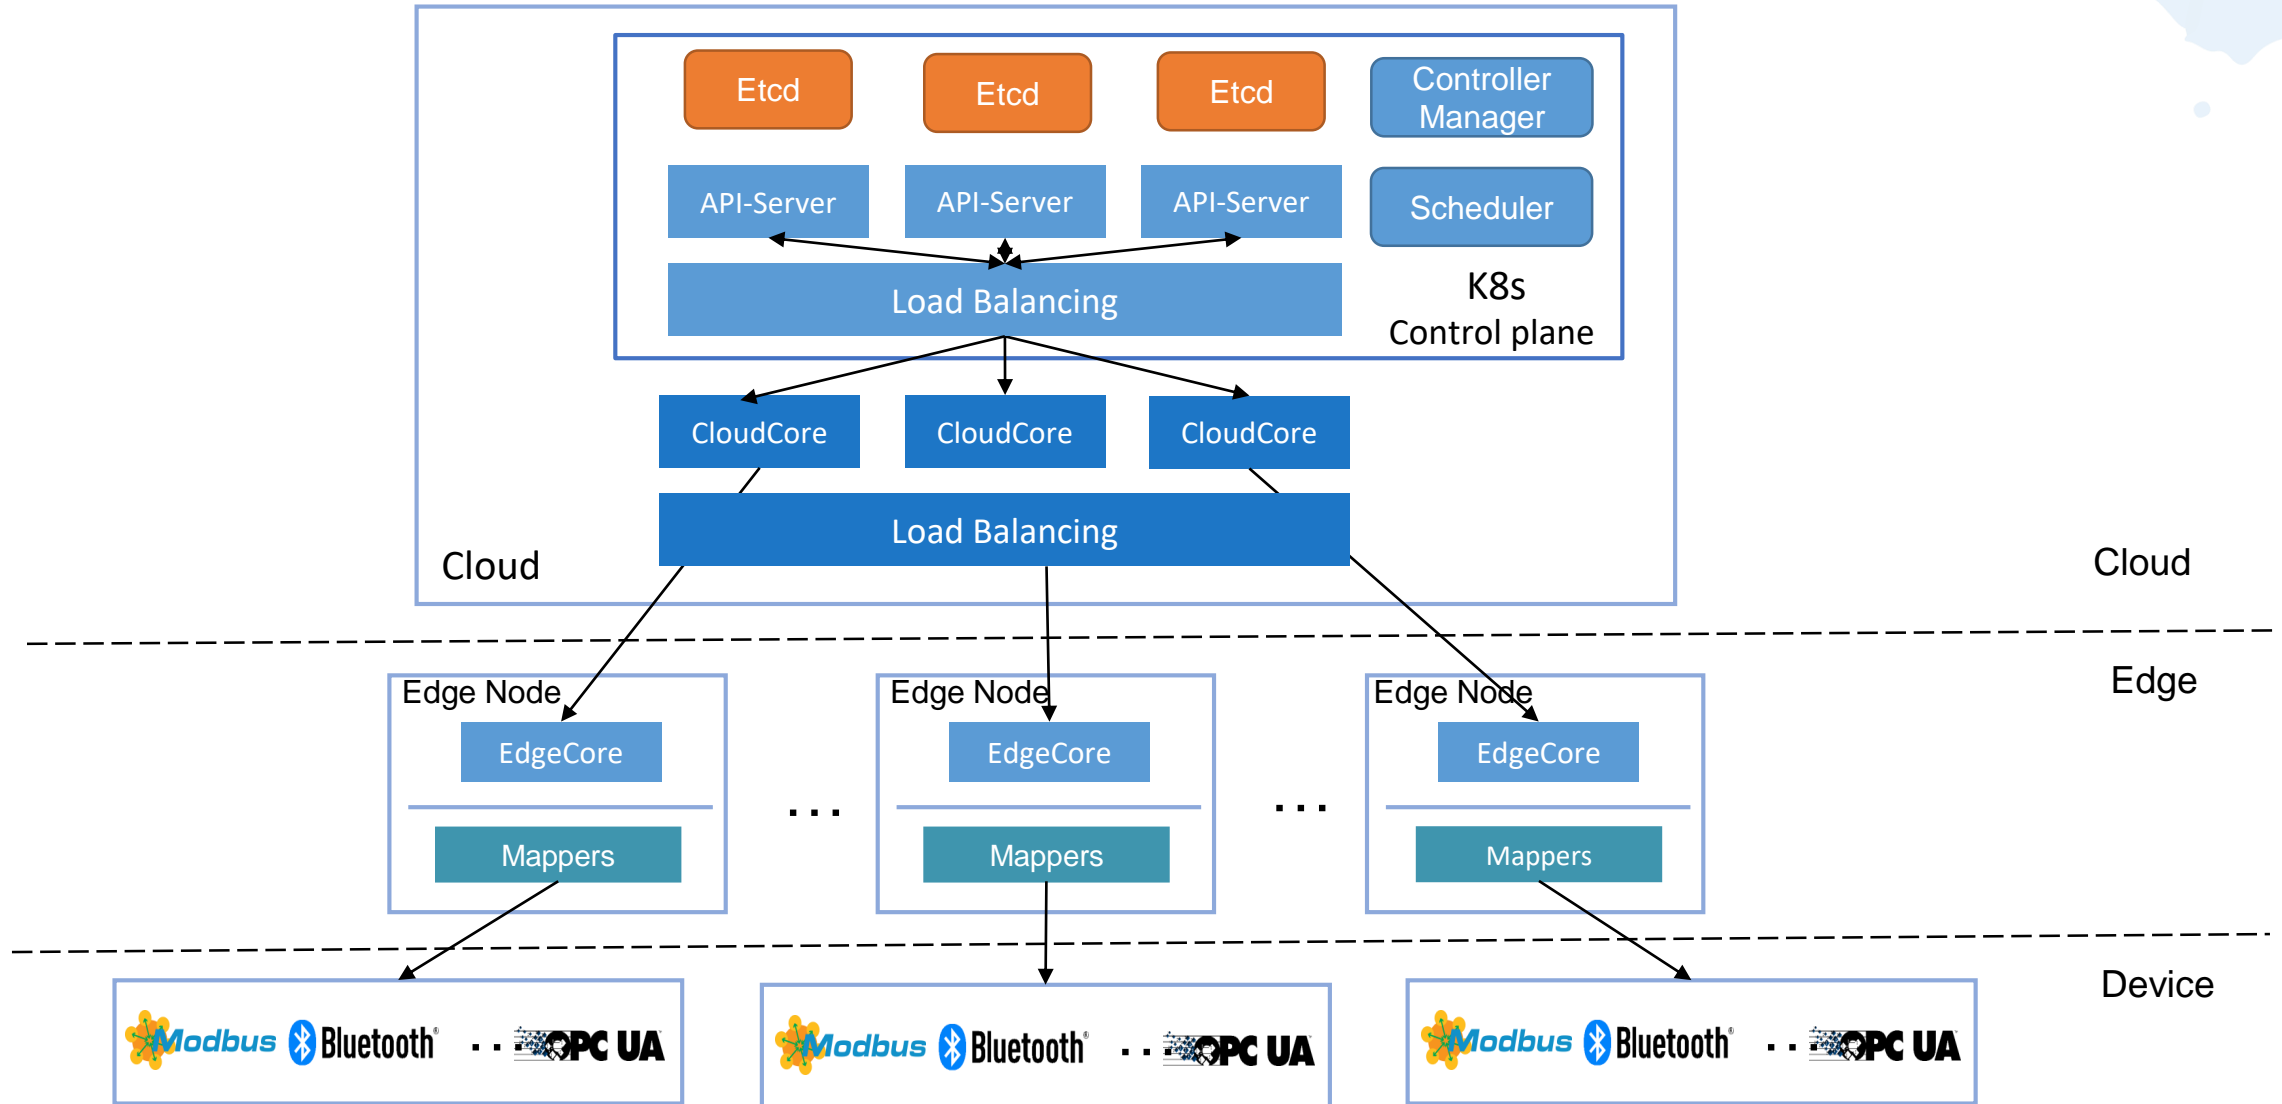 Etcd
Etcd
Etcd
Controller
Manager
API-Server
API-Server
API-Server
Scheduler
Load Balancing
K8s
Control plane
CloudCore
CloudCore
CloudCore
Load Balancing
Cloud
Cloud
Edge
Edge Node
Edge Node
Edge Node
EdgeCore
EdgeCore
EdgeCore
...
...
Mappers
Mappers
Mappers
Device
Modbus Bluetooth® ... OPC UA
Modbus Bluetooth® ... OPC UA
Modbus Bluetooth® ... OPC UA